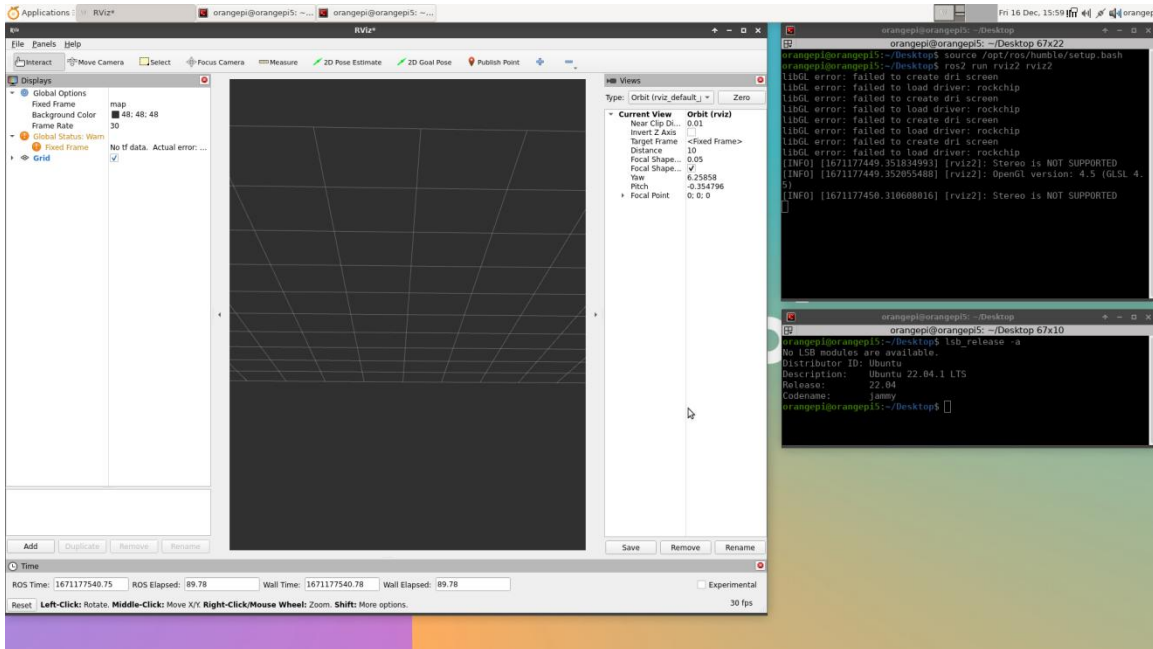 Applications : RViz* orangepi@orangepi5: ~... orangepi@orangepi5: ~... Fri 16 Dec, 15:59 orangepi
RViz*
File Panels Help
Interact Move Camera Select Focus Camera Measure 2D Pose Estimate 2D Goal Pose Publish Point
Displays
Global Options
Fixed Frame map
Background Color 48; 48; 48
Frame Rate 30
Global Status: Warn
Fixed Frame No tf data. Actual error: ...
Grid
Add Duplicate Remove Rename
Views
Type: Orbit (rviz_default_ Zero
Current View Orbit (rviz)
Near Clip Di... 0.01
Invert Z Axis
Target Frame <Fixed Frame>
Distance 10
Focal Shape... 0.05
Focal Shape...
Yaw 6.25858
Pitch -0.354796
Focal Point 0; 0; 0
Save Remove Rename
Time
ROS Time: 1671177540.75 ROS Elapsed: 89.78 Wall Time: 1671177540.78 Wall Elapsed: 89.78 Experimental
Reset Left-Click: Rotate. Middle-Click: Move X/Y. Right-Click/Mouse Wheel: Zoom. Shift: More options. 30 fps
orangepi@orangepi5: ~/Desktop
orangepi@orangepi5: ~/Desktop 67x22
orangepi@orangepi5:~/Desktop$ source /opt/ros/humble/setup.bash
orangepi@orangepi5:~/Desktop$ ros2 run rviz2 rviz2
libGL error: failed to create dri screen
libGL error: failed to load driver: rockchip
libGL error: failed to create dri screen
libGL error: failed to load driver: rockchip
libGL error: failed to create dri screen
libGL error: failed to load driver: rockchip
libGL error: failed to create dri screen
libGL error: failed to load driver: rockchip
[INFO] [1671177449.351834993] [rviz2]: Stereo is NOT SUPPORTED
[INFO] [1671177449.352055488] [rviz2]: OpenGl version: 4.5 (GLSL 4.
5)
[INFO] [1671177450.310608016] [rviz2]: Stereo is NOT SUPPORTED
orangepi@orangepi5: ~/Desktop
orangepi@orangepi5: ~/Desktop 67x10
orangepi@orangepi5:~/Desktop$ lsb_release -a
No LSB modules are available.
Distributor ID: Ubuntu
Description: Ubuntu 22.04.1 LTS
Release: 22.04
Codename: jammy
orangepi@orangepi5:~/Desktop$